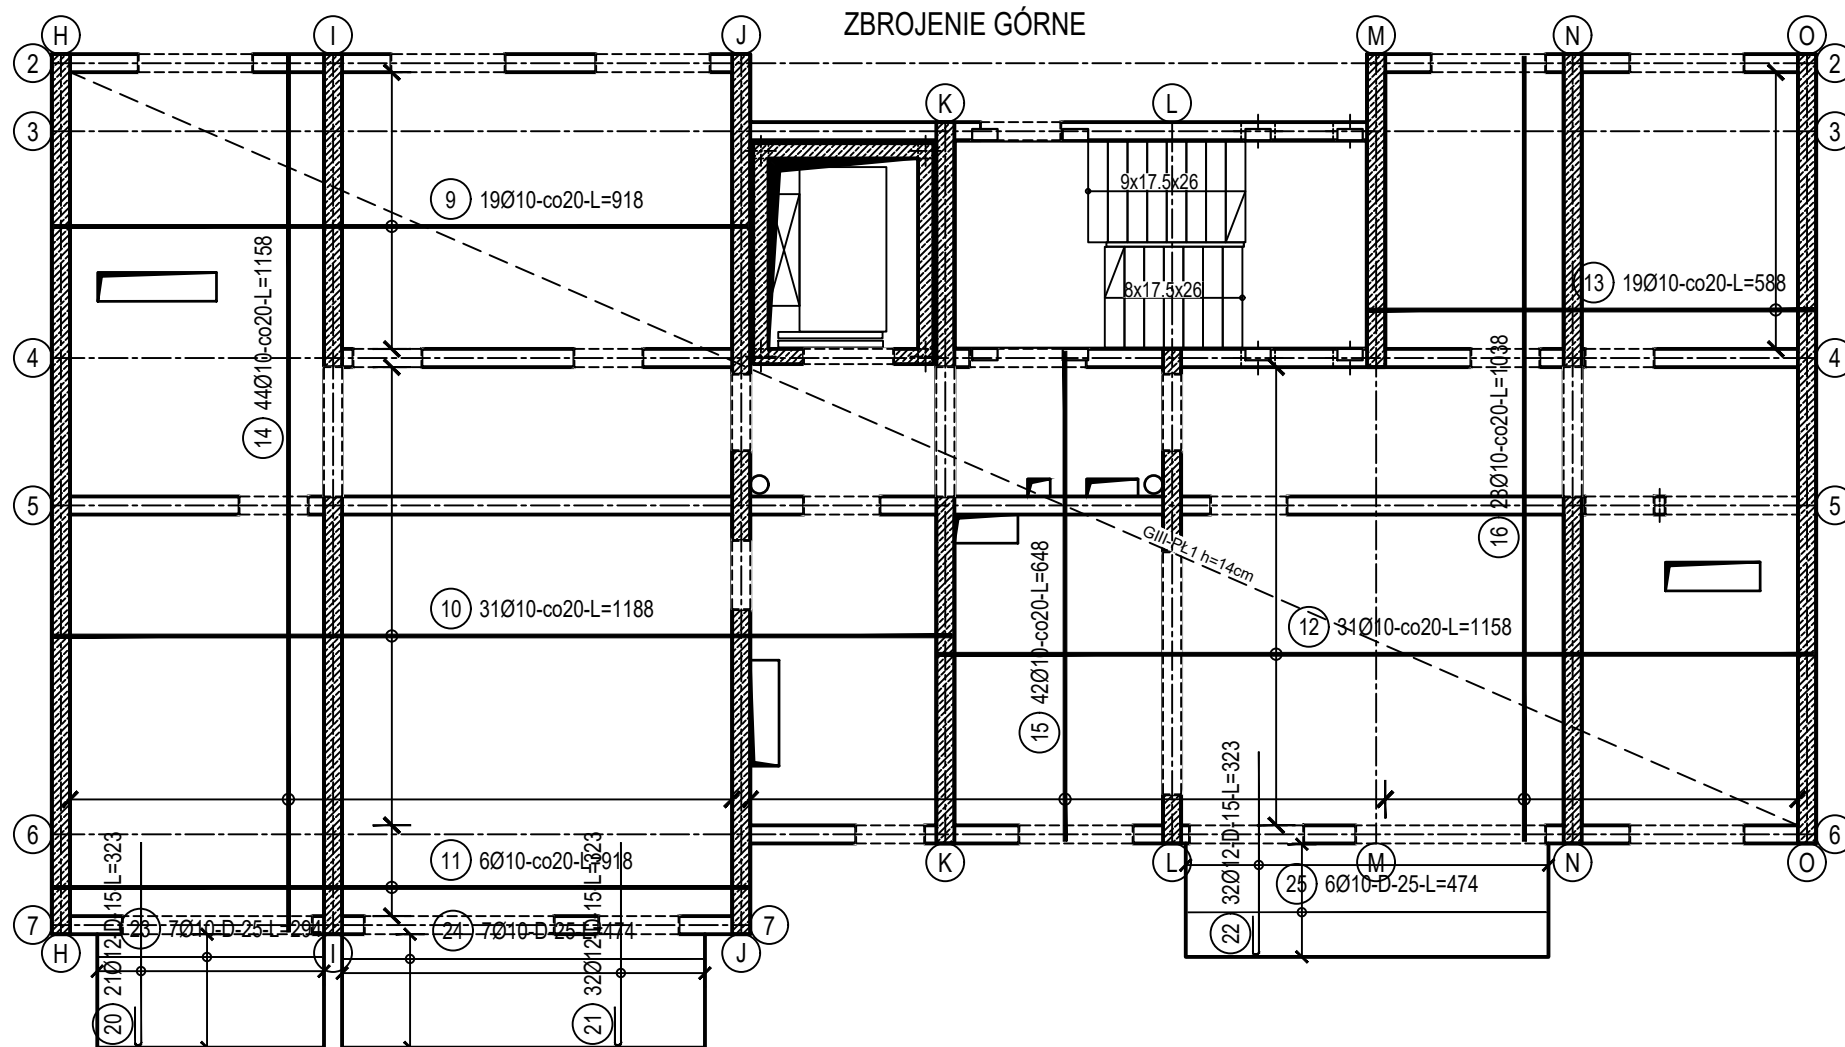 ZBROJENIE GÓRNE
H
I
J
M
N
O
2
2
K
L
3
3
9x17.5x26
9 19Ø10-co20-L=918
8x17.5x26
13 19Ø10-co20-L=588
14 44Ø10-co20-L=1158
4
4
16 28Ø10-co20-L=1038
5
5
GIII-PŁ1 h=14cm
10 31Ø10-co20-L=1188
15 42Ø10-co20-L=648
12 31Ø10-co20-L=1158
6
6
11 6Ø10-co20-L=918
K
L
M
N
O
22 32Ø12-D-15-L=323
25 6Ø10-D-25-L=474
7
23 7Ø10-D-25-L=294
24 7Ø10-D-25-L=474
7
H
I
J
20 21Ø12-D-15-L=323
21 32Ø12-D-15-L=323